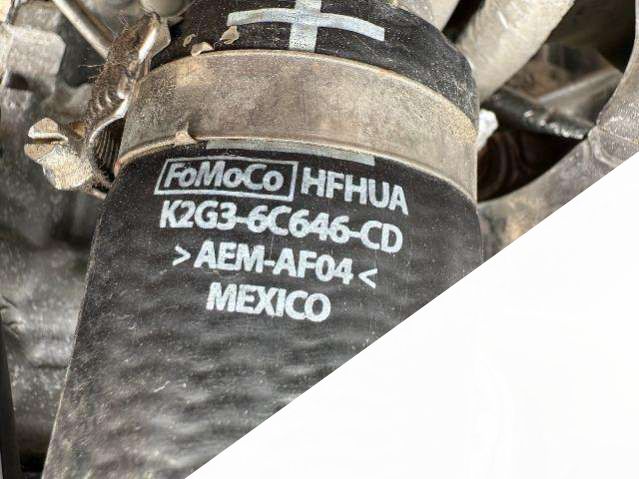 FoMoCo HFHUA
K2G3-6C646-CD
>AEM-AF04<
MEXICO